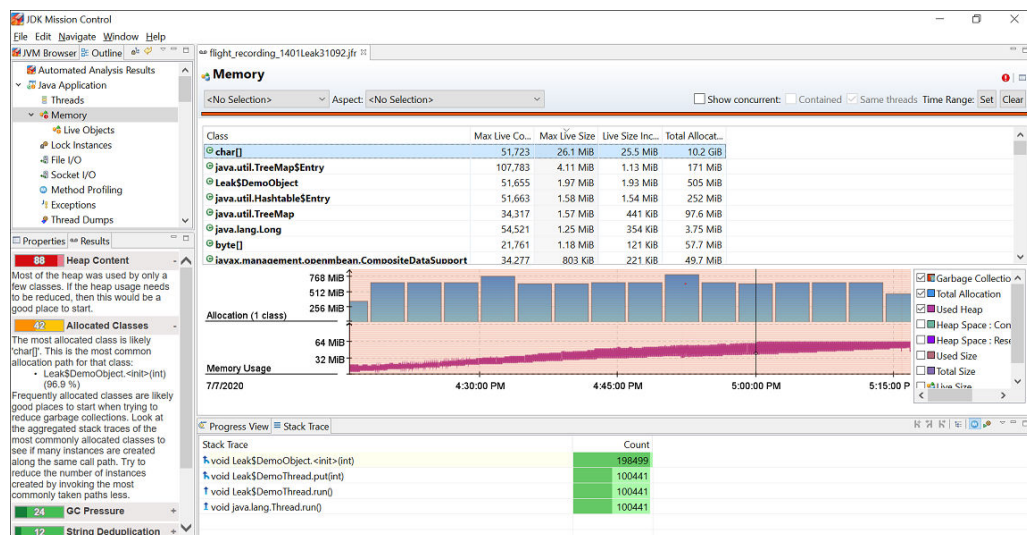 JDK Mission Control
File Edit Navigate Window Help
JVM Browser Outline
flight_recording_1401Leak31092.jfr
Automated Analysis Results
Java Application
Threads
Memory
Live Objects
Lock Instances
File I/O
Socket I/O
Method Profiling
Exceptions
Thread Dumps
Memory
<No Selection> Aspect: <No Selection> Show concurrent: Contained Same threads Time Range: Set Clear
Class Max Live Co... Max Live Size Live Size Inc... Total Allocat...
char[] 51,723 26.1 MiB 25.5 MiB 10.2 GiB
java.util.TreeMap$Entry 107,783 4.11 MiB 1.13 MiB 171 MiB
Leak$DemoObject 51,655 1.97 MiB 1.93 MiB 505 MiB
java.util.Hashtable$Entry 51,663 1.58 MiB 1.54 MiB 252 MiB
java.util.TreeMap 34,317 1.57 MiB 441 KiB 97.6 MiB
java.lang.Long 54,521 1.25 MiB 354 KiB 3.75 MiB
byte[] 21,761 1.18 MiB 121 KiB 57.7 MiB
javax.management.openmbean.CompositeDataSupport 34,277 803 KiB 221 KiB 49.7 MiB
Properties Results
88 Heap Content -
Most of the heap was used by only a
few classes. If the heap usage needs
to be reduced, then this would be a
good place to start.
42 Allocated Classes -
The most allocated class is likely
'char[]'. This is the most common
allocation path for that class:
• Leak$DemoObject.<init>(int)
(96.9 %)
Frequently allocated classes are likely
good places to start when trying to
reduce garbage collections. Look at
the aggregated stack traces of the
most commonly allocated classes to
see if many instances are created
along the same call path. Try to
reduce the number of instances
created by invoking the most
commonly taken paths less.
24 GC Pressure +
12 String Deduplication +
768 MiB
512 MiB
256 MiB
Allocation (1 class)
64 MiB
32 MiB
Memory Usage
7/7/2020 4:30:00 PM 4:45:00 PM 5:00:00 PM 5:15:00 P
Garbage Collectio
Total Allocation
Used Heap
Heap Space : Con
Heap Space : Rese
Used Size
Total Size
Live Size
Progress View Stack Trace
Stack Trace Count
void Leak$DemoObject.<init>(int) 198499
void Leak$DemoThread.put(int) 100441
void Leak$DemoThread.run() 100441
void java.lang.Thread.run() 100441